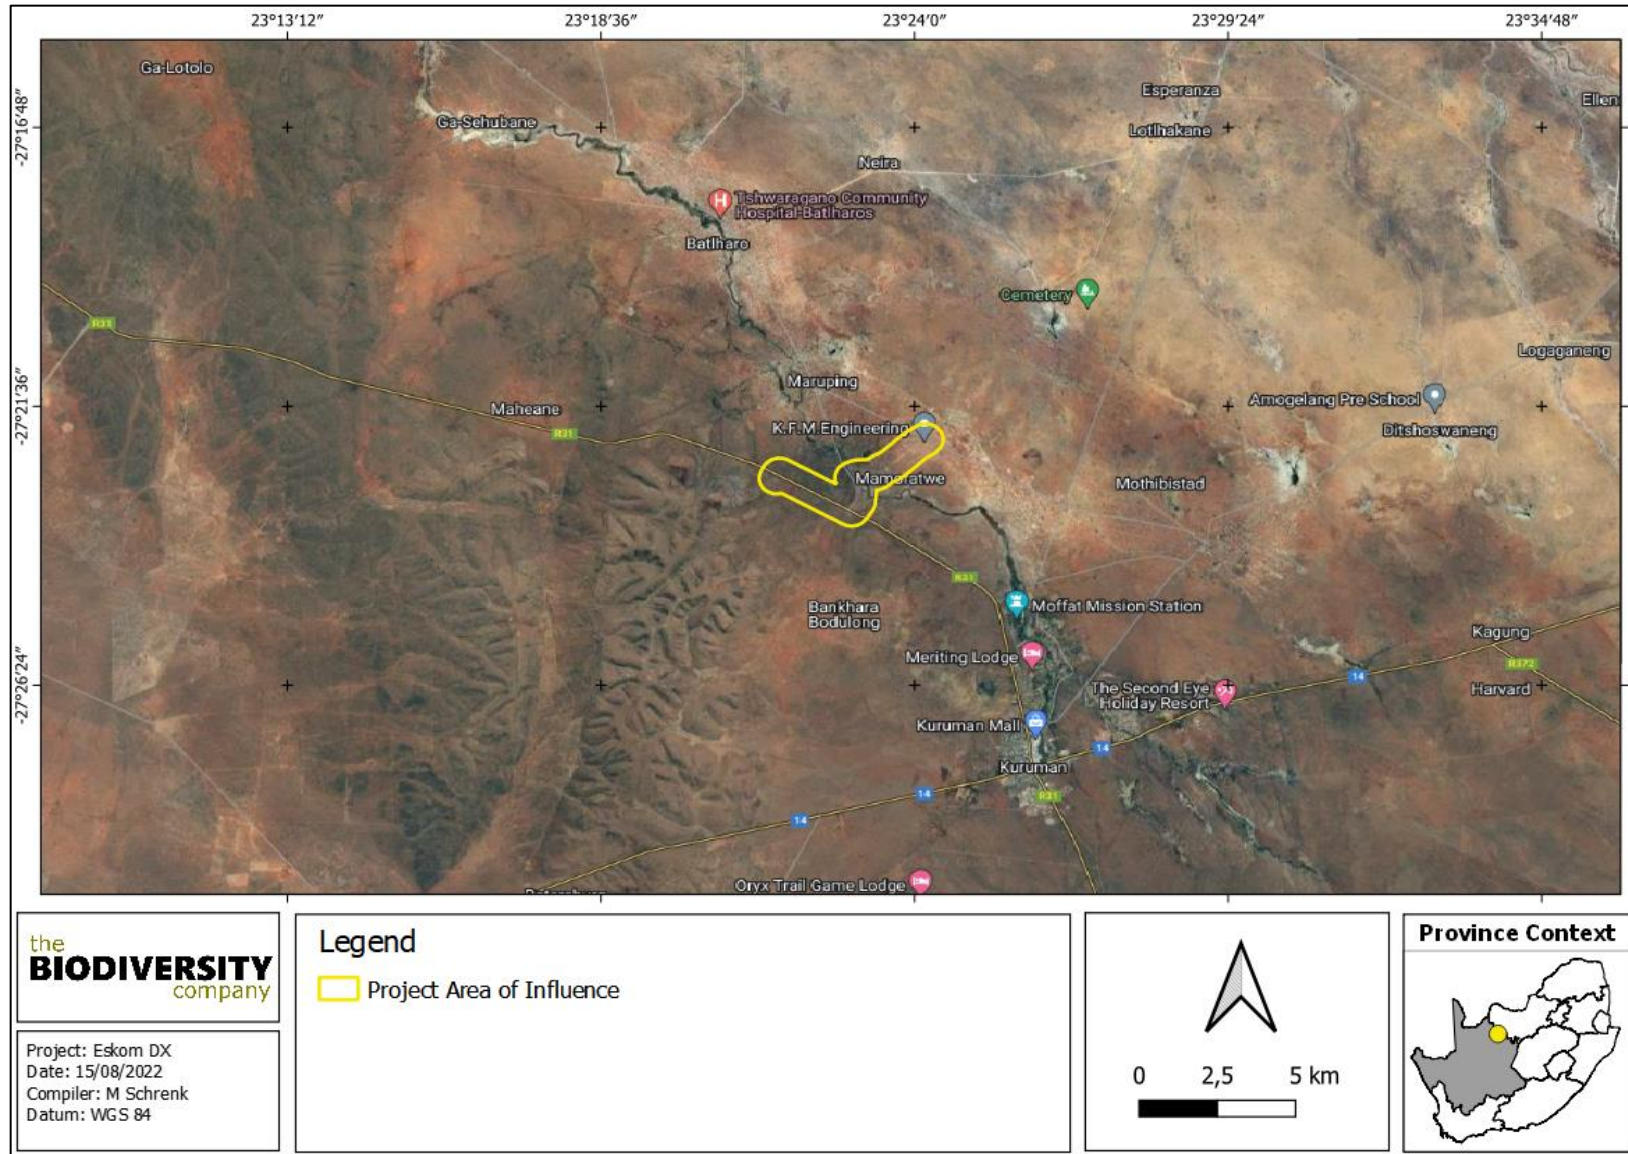 23°13′12″
23°18′36″
23°24′0″
23°29′24″
23°34′48″
-27°16′48″
-27°21′36″
-27°26′24″
Ga-Lotolo
Ga-Sehubane
Esperanza
Ellen
Lotlhakane
Neira
Tshwaragano Community
Hospital-Batlharos
Batlharo
Cemetery
R31
Logaganeng
Maruping
Maheane
Amogelang Pre School
K.F.M.Engineering
Ditshoswaneng
R31
Mamoratwe
Mothibistad
R31
Bankhara
Bodulong
Moffat Mission Station
Kagung
Meriting Lodge
R372
14
The Second Eye
Holiday Resort
Harvard
Kuruman Mall
14
Kuruman
14
R31
14
Oryx Trail Game Lodge
the
BIODIVERSITY
company
Project: Eskom DX
Date: 15/08/2022
Compiler: M Schrenk
Datum: WGS 84
Legend
Project Area of Influence
0 2,5 5 km
Province Context